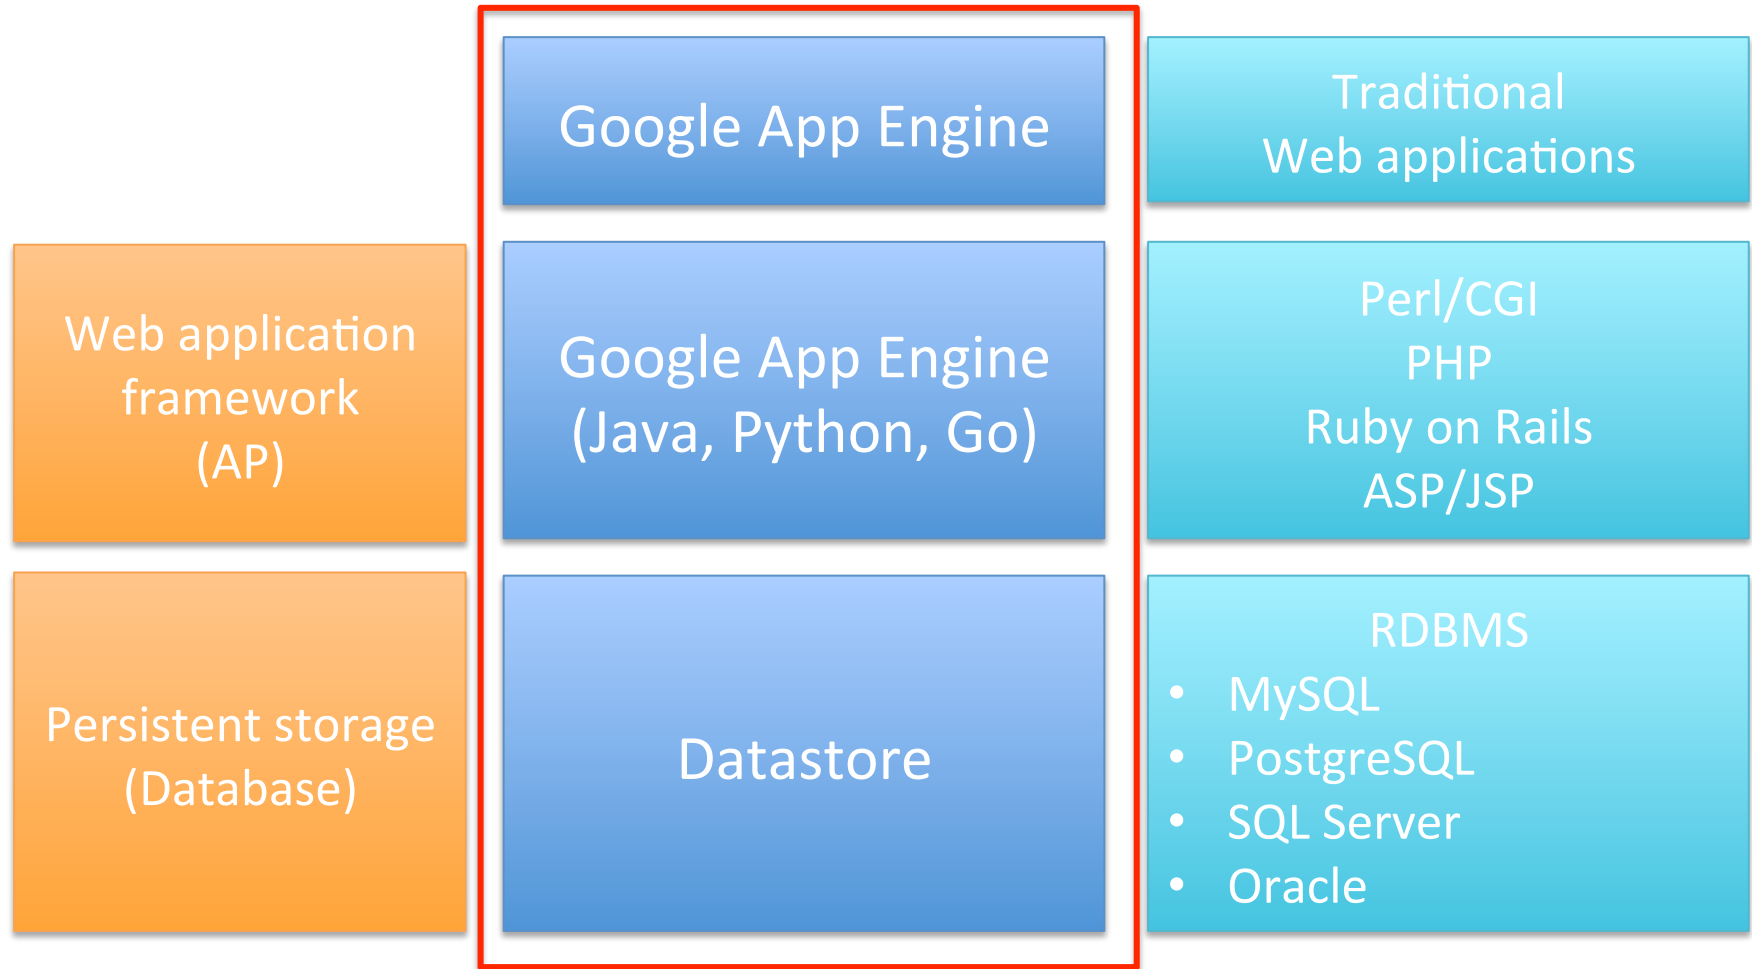 Google App Engine
Traditional
Web applications
Web application
framework
(AP)
Google App Engine
(Java, Python, Go)
Perl/CGI
PHP
Ruby on Rails
ASP/JSP
Persistent storage
(Database)
Datastore
RDBMS
• MySQL
• PostgreSQL
• SQL Server
• Oracle